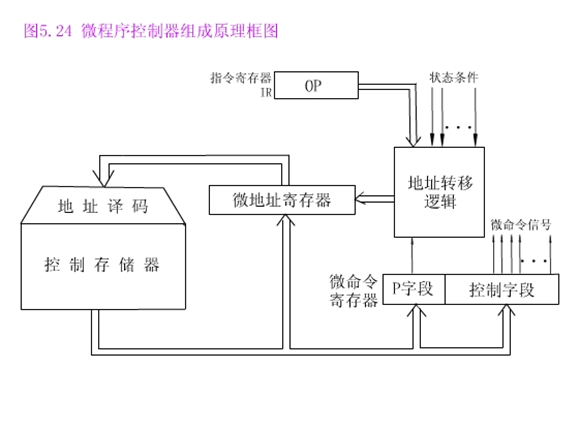 图5.24 微程序控制器组成原理框图
指令寄存器
IR
OP
状态条件
地址转移
逻辑
微地址寄存器
地址译码
控制存储器
微命令信号
微命令
寄存器
P字段
控制字段